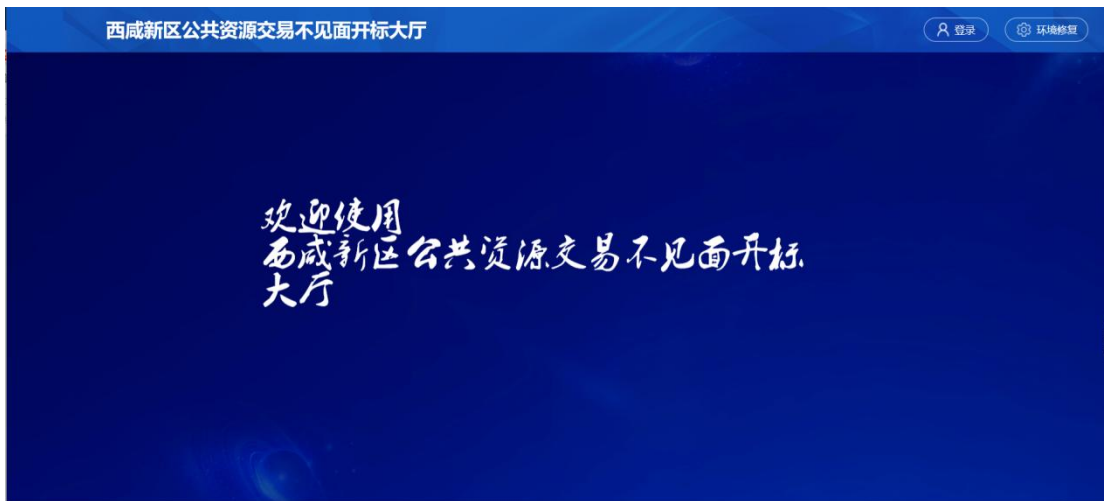 西咸新区公共资源交易不见面开标大厅
登录
环境修复
欢迎使用
西咸新区公共资源交易不见面开标
大厅